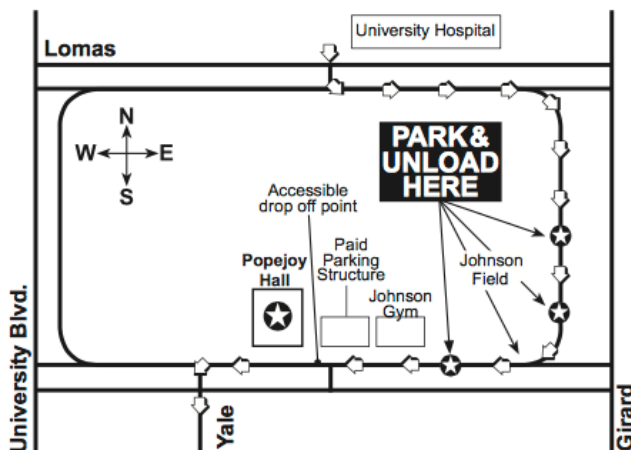 University Hospital
Lomas
N
W E
S
PARK &
UNLOAD
HERE
Accessible
drop off point
Popejoy
Hall
Paid
Parking
Structure
Johnson
Gym
Johnson
Field
University Blvd.
Yale
Girard